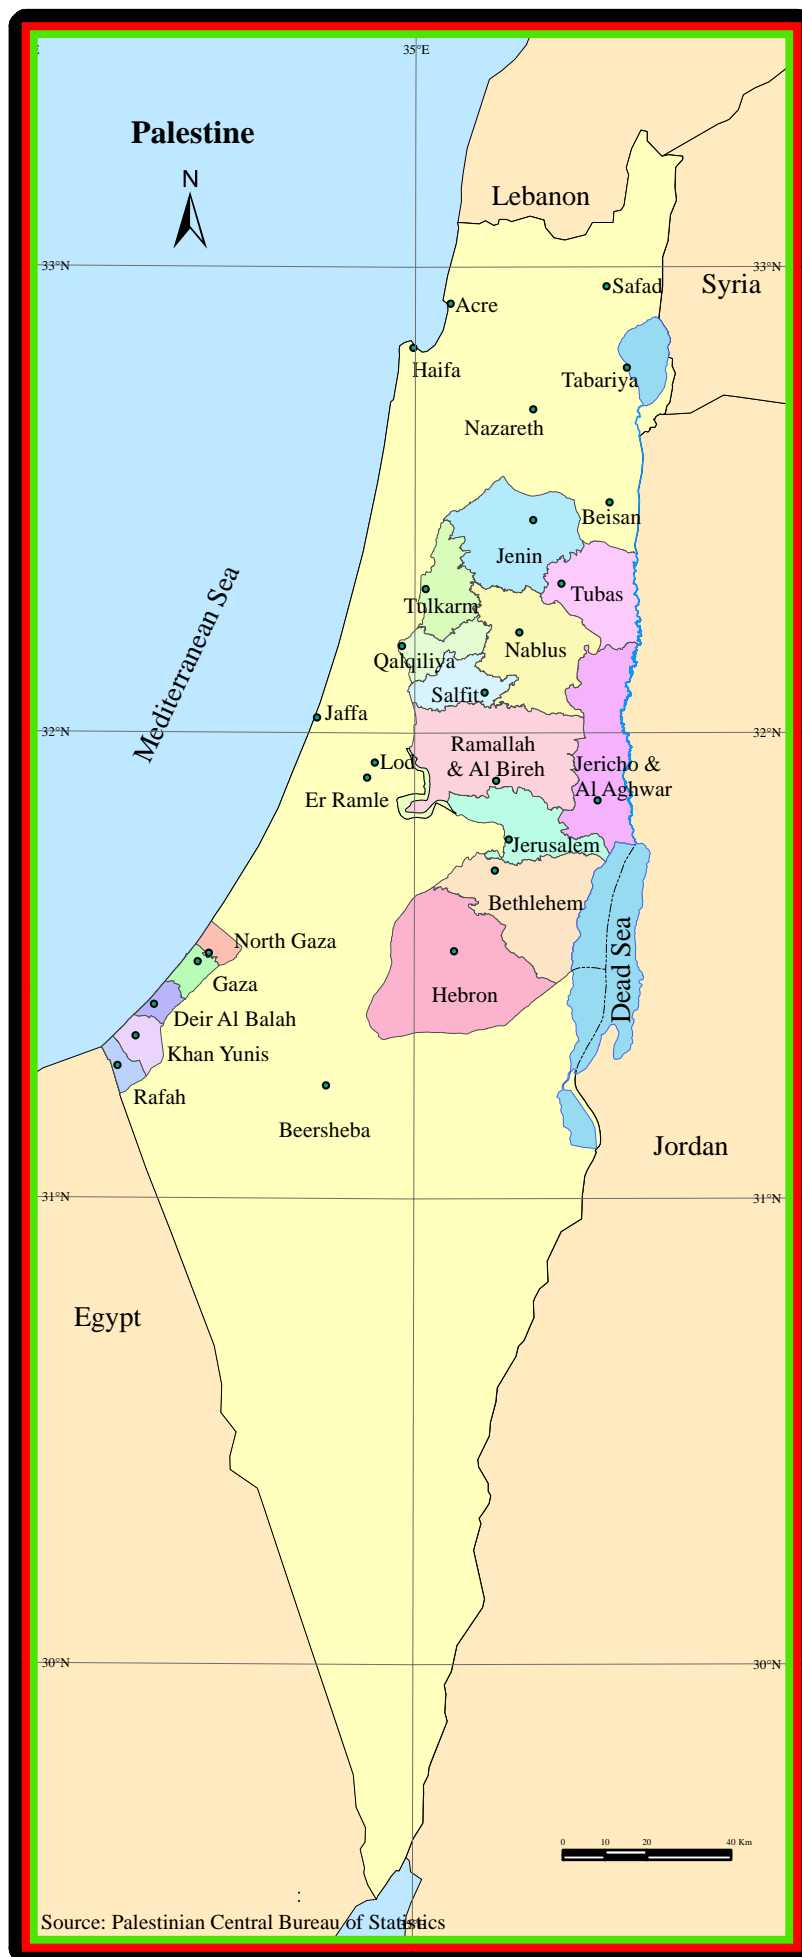 35°E
Palestine
N
Lebanon
33°N
33°N
Syria
Safad
Acre
Haifa
Tabariya
Nazareth
Beisan
Jenin
Tubas
Tulkarm
Mediterranean Sea
Nablus
Qalqiliya
Salfit
Jaffa
32°N
32°N
Ramallah
& Al Bireh
Lod
Jericho &
Al Aghwar
Er Ramle
Jerusalem
Bethlehem
Dead Sea
North Gaza
Gaza
Hebron
Deir Al Balah
Khan Yunis
Rafah
Beersheba
Jordan
31°N
31°N
Egypt
30°N
30°N
0 10 20 40 Km
:
Source: Palestinian Central Bureau of Statistics